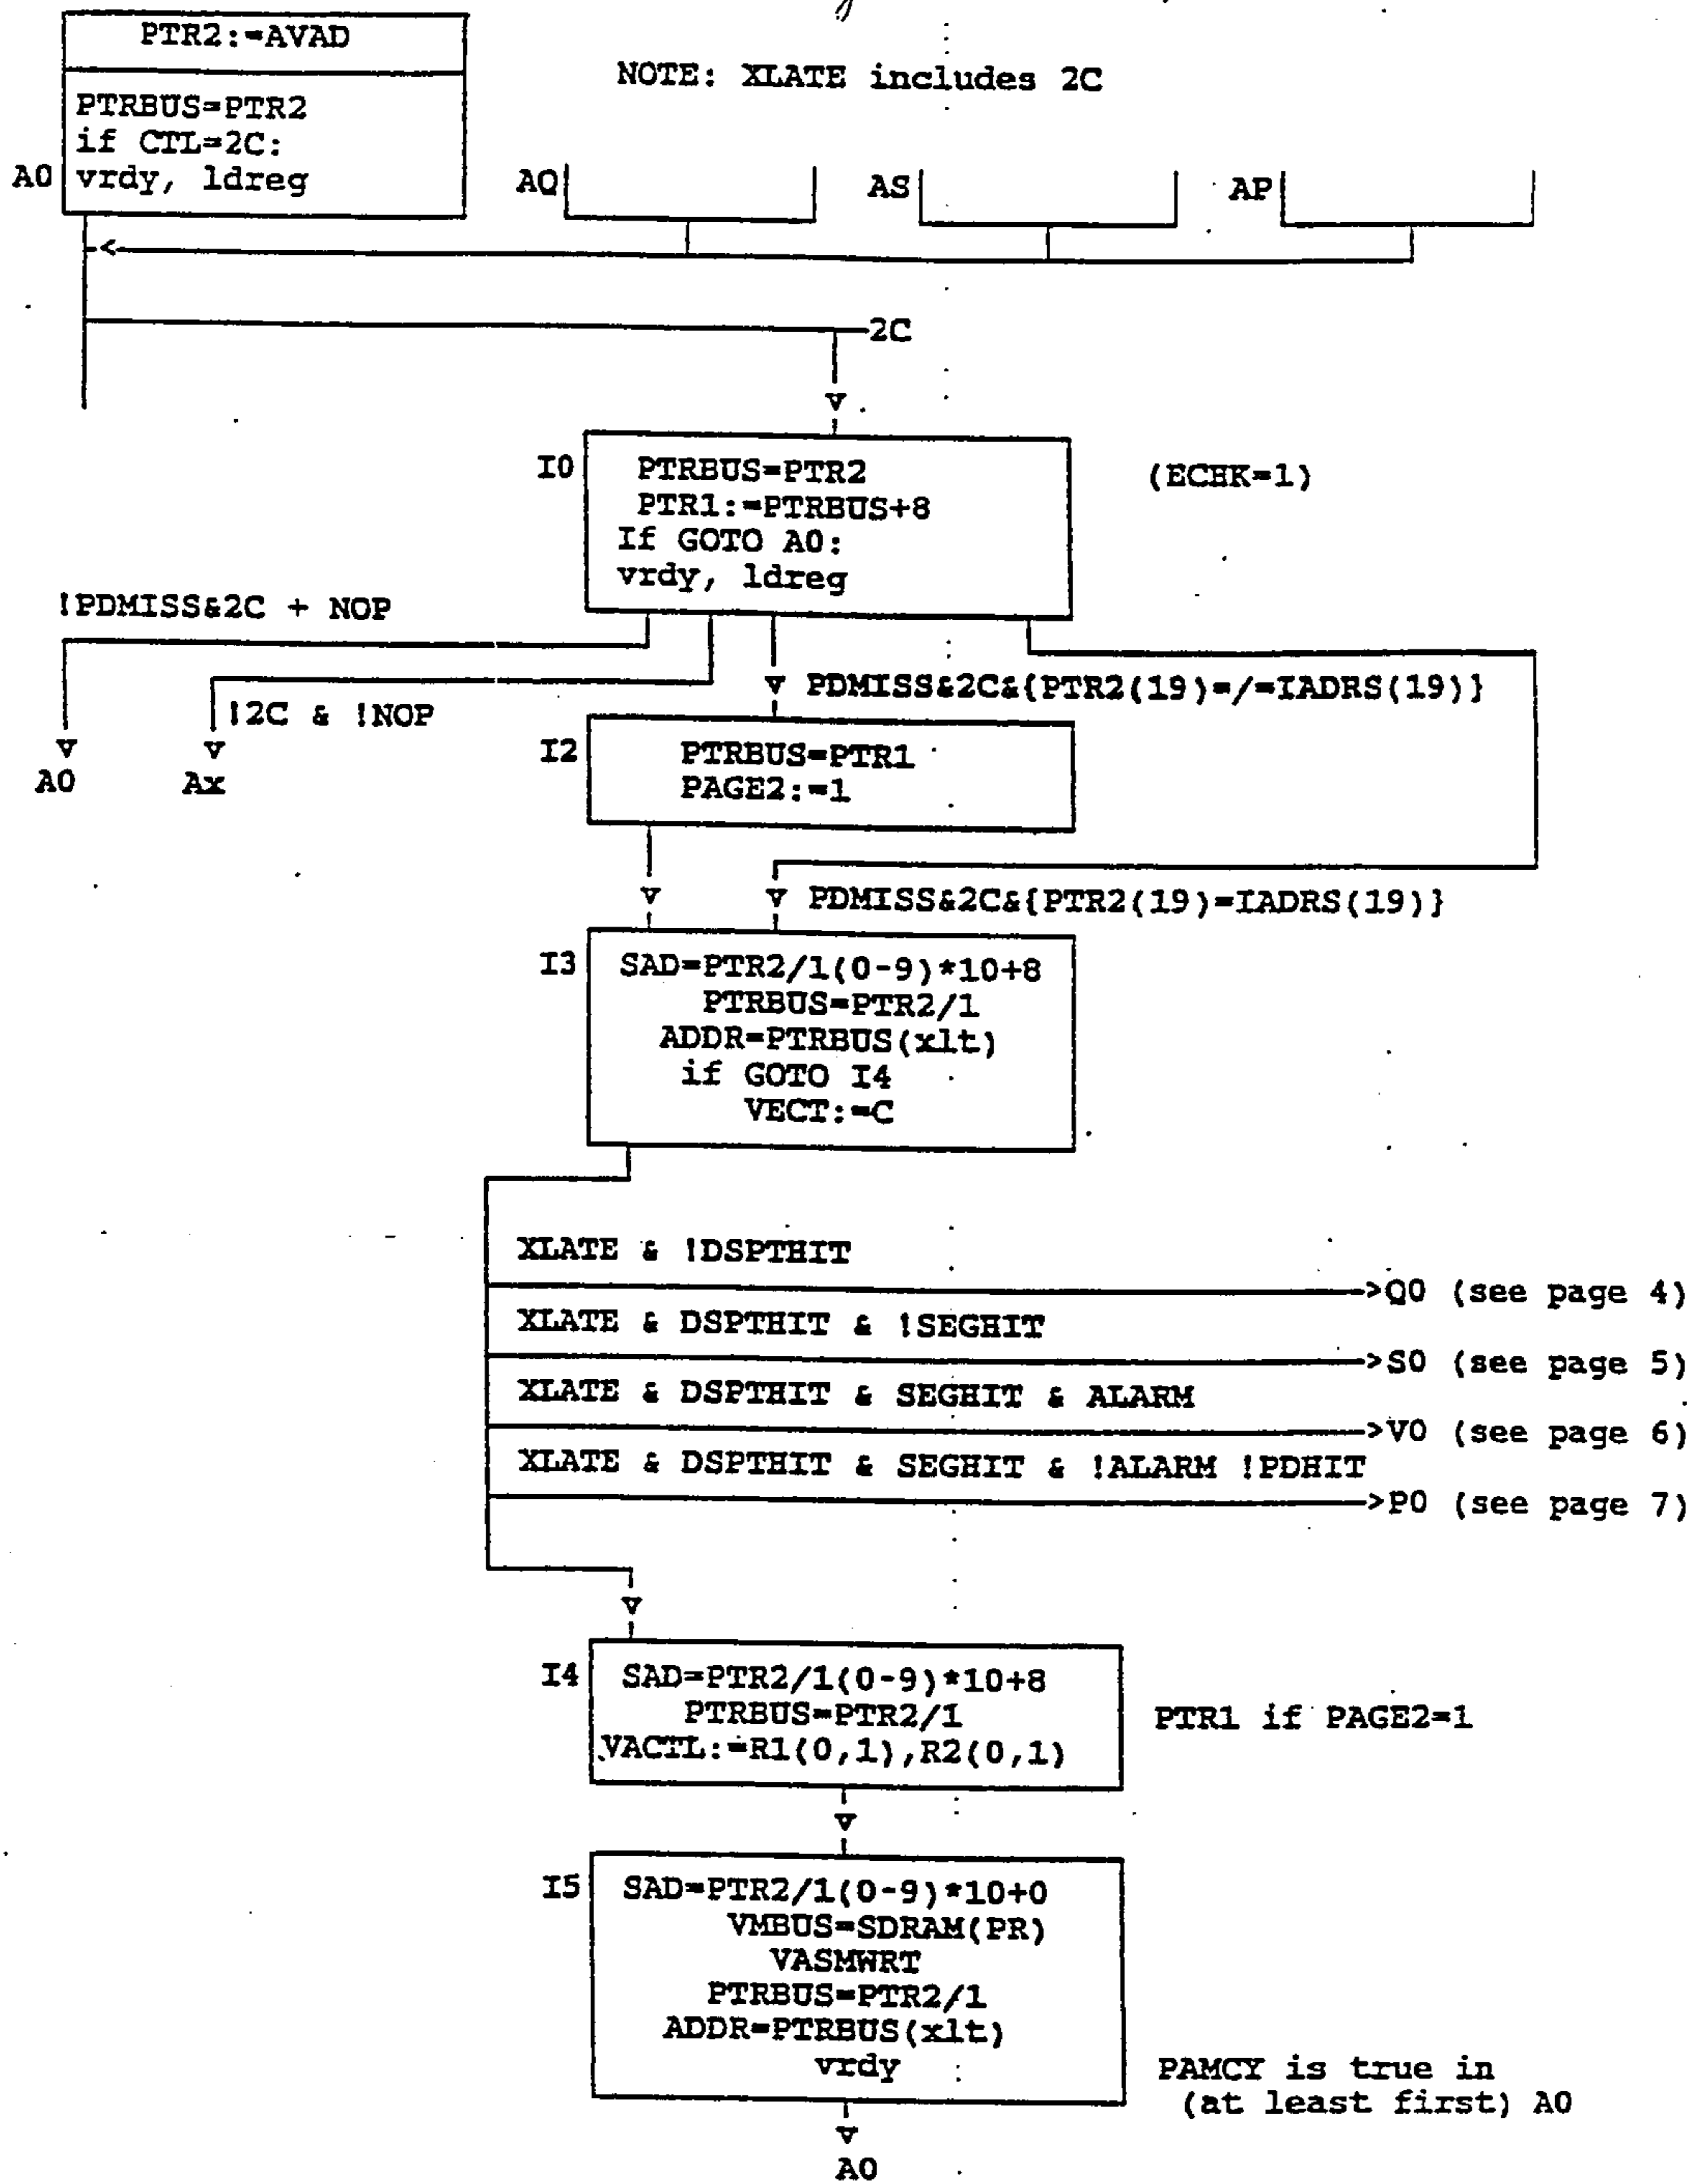 PTR2:=AVAD
NOTE: XLATE includes 2C
PTRBUS=PTR2
if CTL=2C:
A0 vrdy, ldreg
AQ AS AP
2C
I0 PTRBUS=PTR2 (ECHK=1)
PTR1:=PTRBUS+8
If GOTO A0:
vrdy, ldreg
!PDMISS&2C + NOP
PDMISS&2C&{PTR2(19)=/=IADRS(19)}
!2C & !NOP
I2 PTRBUS=PTR1
A0 Ax
PAGE2:=1
PDMISS&2C&{PTR2(19)=IADRS(19)}
I3 SAD=PTR2/1(0-9)*10+8
PTRBUS=PTR2/1
ADDR=PTRBUS(xlt)
if GOTO I4
VECT:=C
XLATE & !DSPTHIT
>Q0 (see page 4)
XLATE & DSPTHIT & !SEGHIT
>S0 (see page 5)
XLATE & DSPTHIT & SEGHIT & ALARM
>V0 (see page 6)
XLATE & DSPTHIT & SEGHIT & !ALARM !PDHIT
>P0 (see page 7)
I4 SAD=PTR2/1(0-9)*10+8
PTRBUS=PTR2/1 PTR1 if PAGE2=1
VACTL:=R1(0,1),R2(0,1)
I5 SAD=PTR2/1(0-9)*10+0
VMBUS=SDRAM(PR)
VASMWRT
PTRBUS=PTR2/1
ADDR=PTRBUS(xlt)
vrdy
PAMCY is true in
(at least first) A0
A0